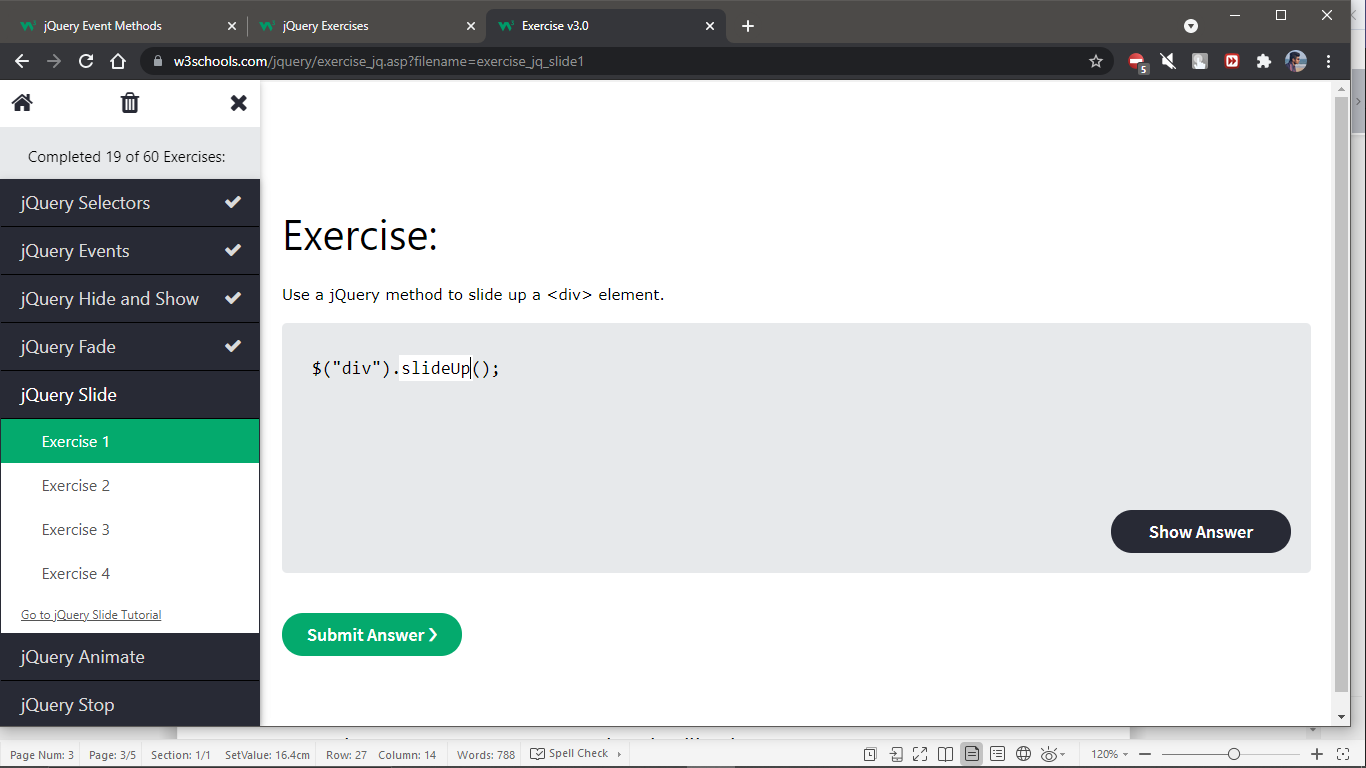 jQuery Event Methods
jQuery Exercises
Exercise v3.0
w3schools.com/jquery/exercise_jq.asp?filename=exercise_jq_slide1
5
Completed 19 of 60 Exercises:
jQuery Selectors
jQuery Events
jQuery Hide and Show
jQuery Fade
jQuery Slide
Exercise 1
Exercise 2
Exercise 3
Exercise 4
Go to jQuery Slide Tutorial
jQuery Animate
jQuery Stop
Exercise:
Use a jQuery method to slide up a <div> element.
$("div").slideUp();
Show Answer
Submit Answer ❯
Page Num: 3 Page: 3/5 Section: 1/1 SetValue: 16.4cm Row: 27 Column: 14 Words: 788 Spell Check 120%